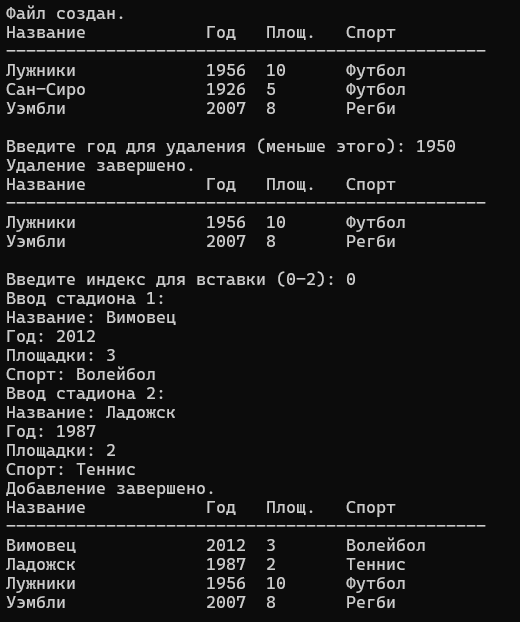 Файл создан.
Название            Год   Площ.   Спорт
------------------------------------------------
Лужники             1956  10      Футбол
Сан-Сиро            1926  5       Футбол
Уэмбли              2007  8       Регби

Введите год для удаления (меньше этого): 1950
Удаление завершено.
Название            Год   Площ.   Спорт
------------------------------------------------
Лужники             1956  10      Футбол
Уэмбли              2007  8       Регби

Введите индекс для вставки (0-2): 0
Ввод стадиона 1:
Название: Вимовец
Год: 2012
Площадки: 3
Спорт: Волейбол
Ввод стадиона 2:
Название: Ладожск
Год: 1987
Площадки: 2
Спорт: Теннис
Добавление завершено.
Название            Год   Площ.   Спорт
------------------------------------------------
Вимовец             2012  3       Волейбол
Ладожск             1987  2       Теннис
Лужники             1956  10      Футбол
Уэмбли              2007  8       Регби